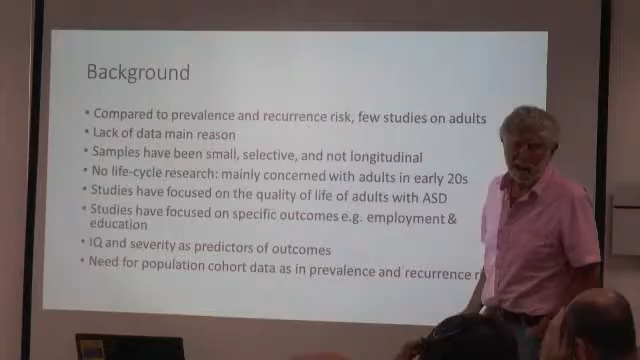 Background
• Compared to prevalence and recurrence risk, few studies on adults
• Lack of data main reason
• Samples have been small, selective, and not longitudinal
• No life-cycle research: mainly concerned with adults in early 20s
• Studies have focused on the quality of life of adults with ASD
• Studies have focused on specific outcomes e.g. employment &
education
• IQ and severity as predictors of outcomes
• Need for population cohort data as in prevalence and recurrence